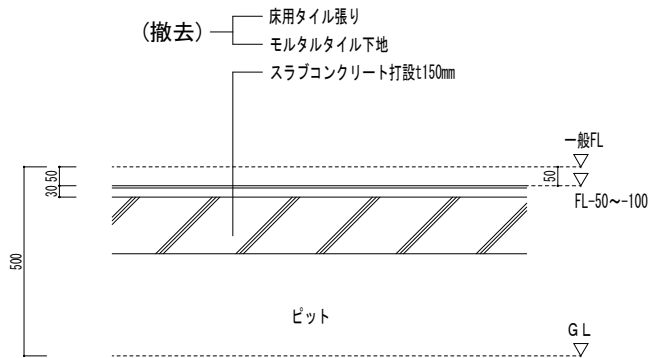 床用タイル張り
(撤去)
モルタルタイル下地
スラブコンクリート打設t150mm
一般FL
50
50
30
FL-50～-100
500
ピット
GL